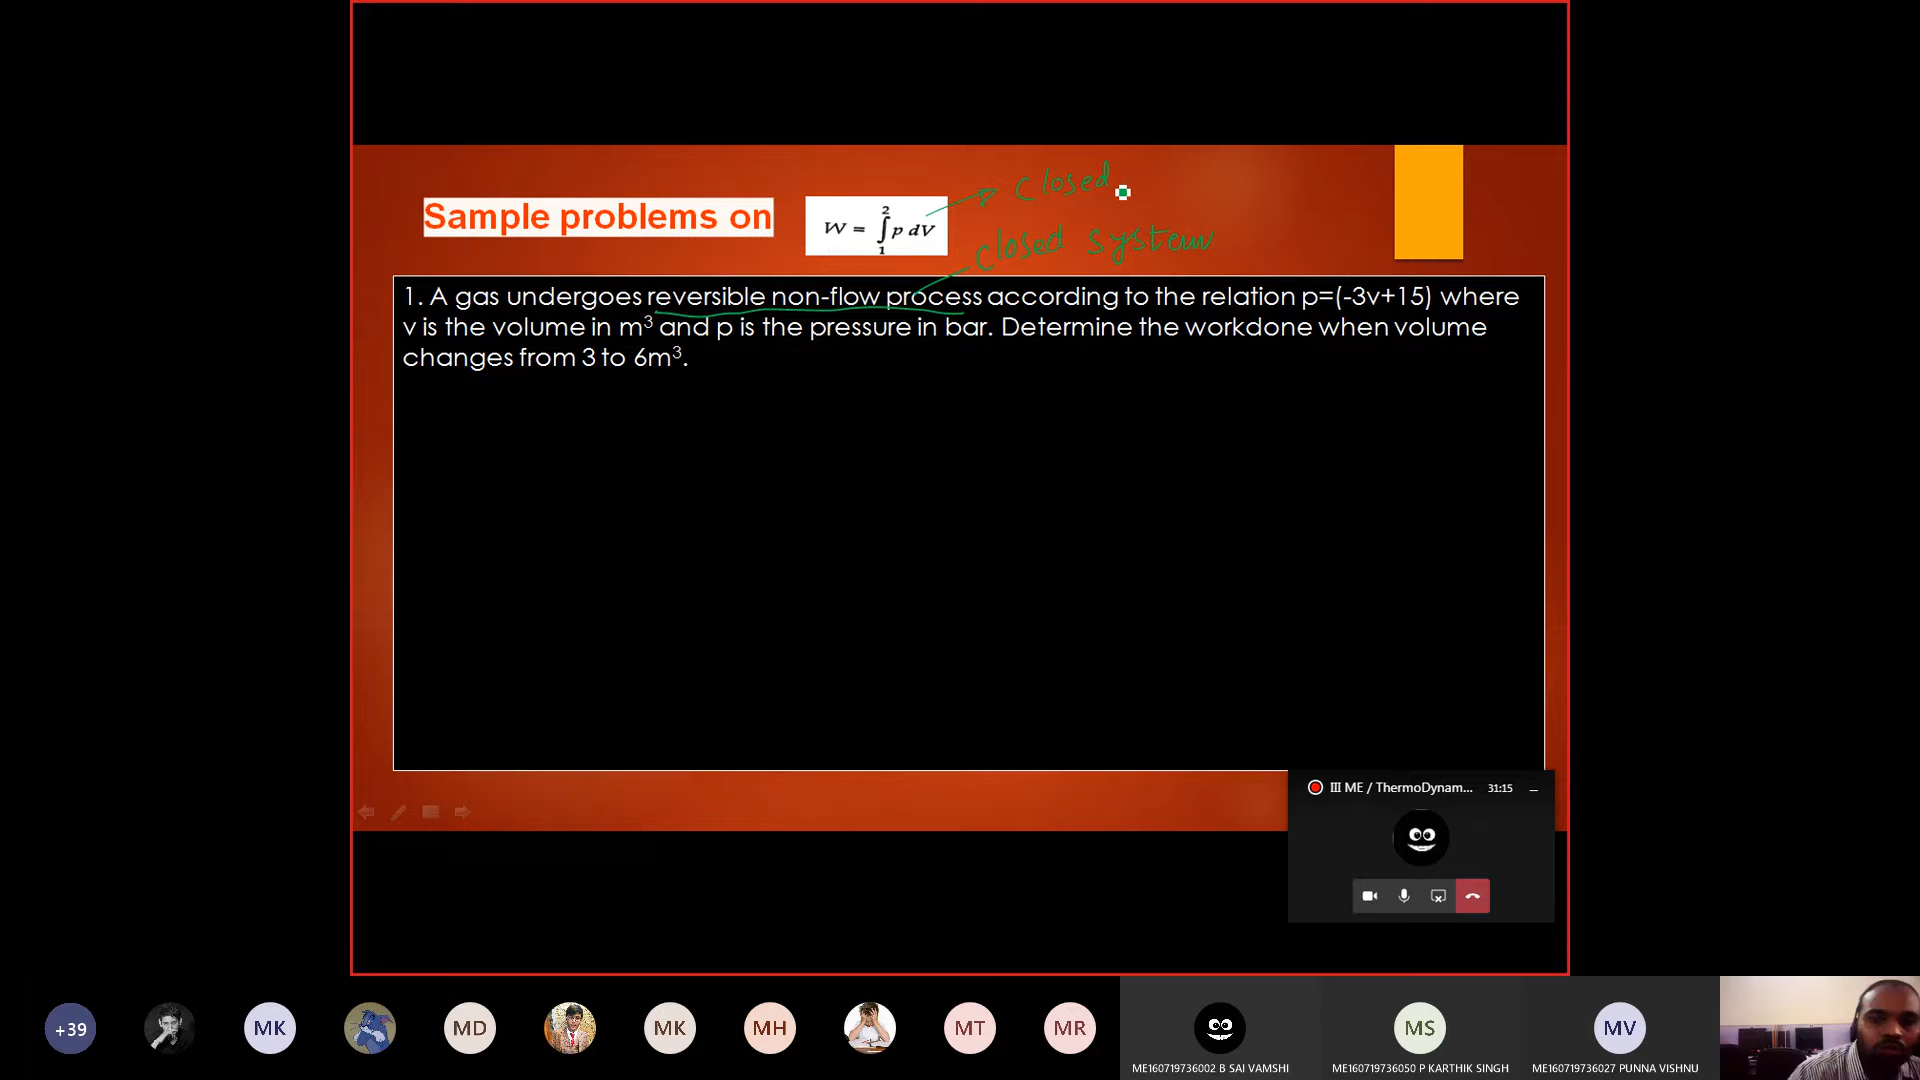 Sample problems on
W = ∫₁² p dV
closed
closed system
1. A gas undergoes reversible non-flow process according to the relation p=(-3v+15) where
v is the volume in m³ and p is the pressure in bar. Determine the workdone when volume
changes from 3 to 6m³.
III ME / ThermoDynam... 31:15
+39
MK
MD
MK
MH
MT
MR
MS
MV
ME160719736002 B SAI VAMSHI
ME160719736050 P KARTHIK SINGH
ME160719736027 PUNNA VISHNU